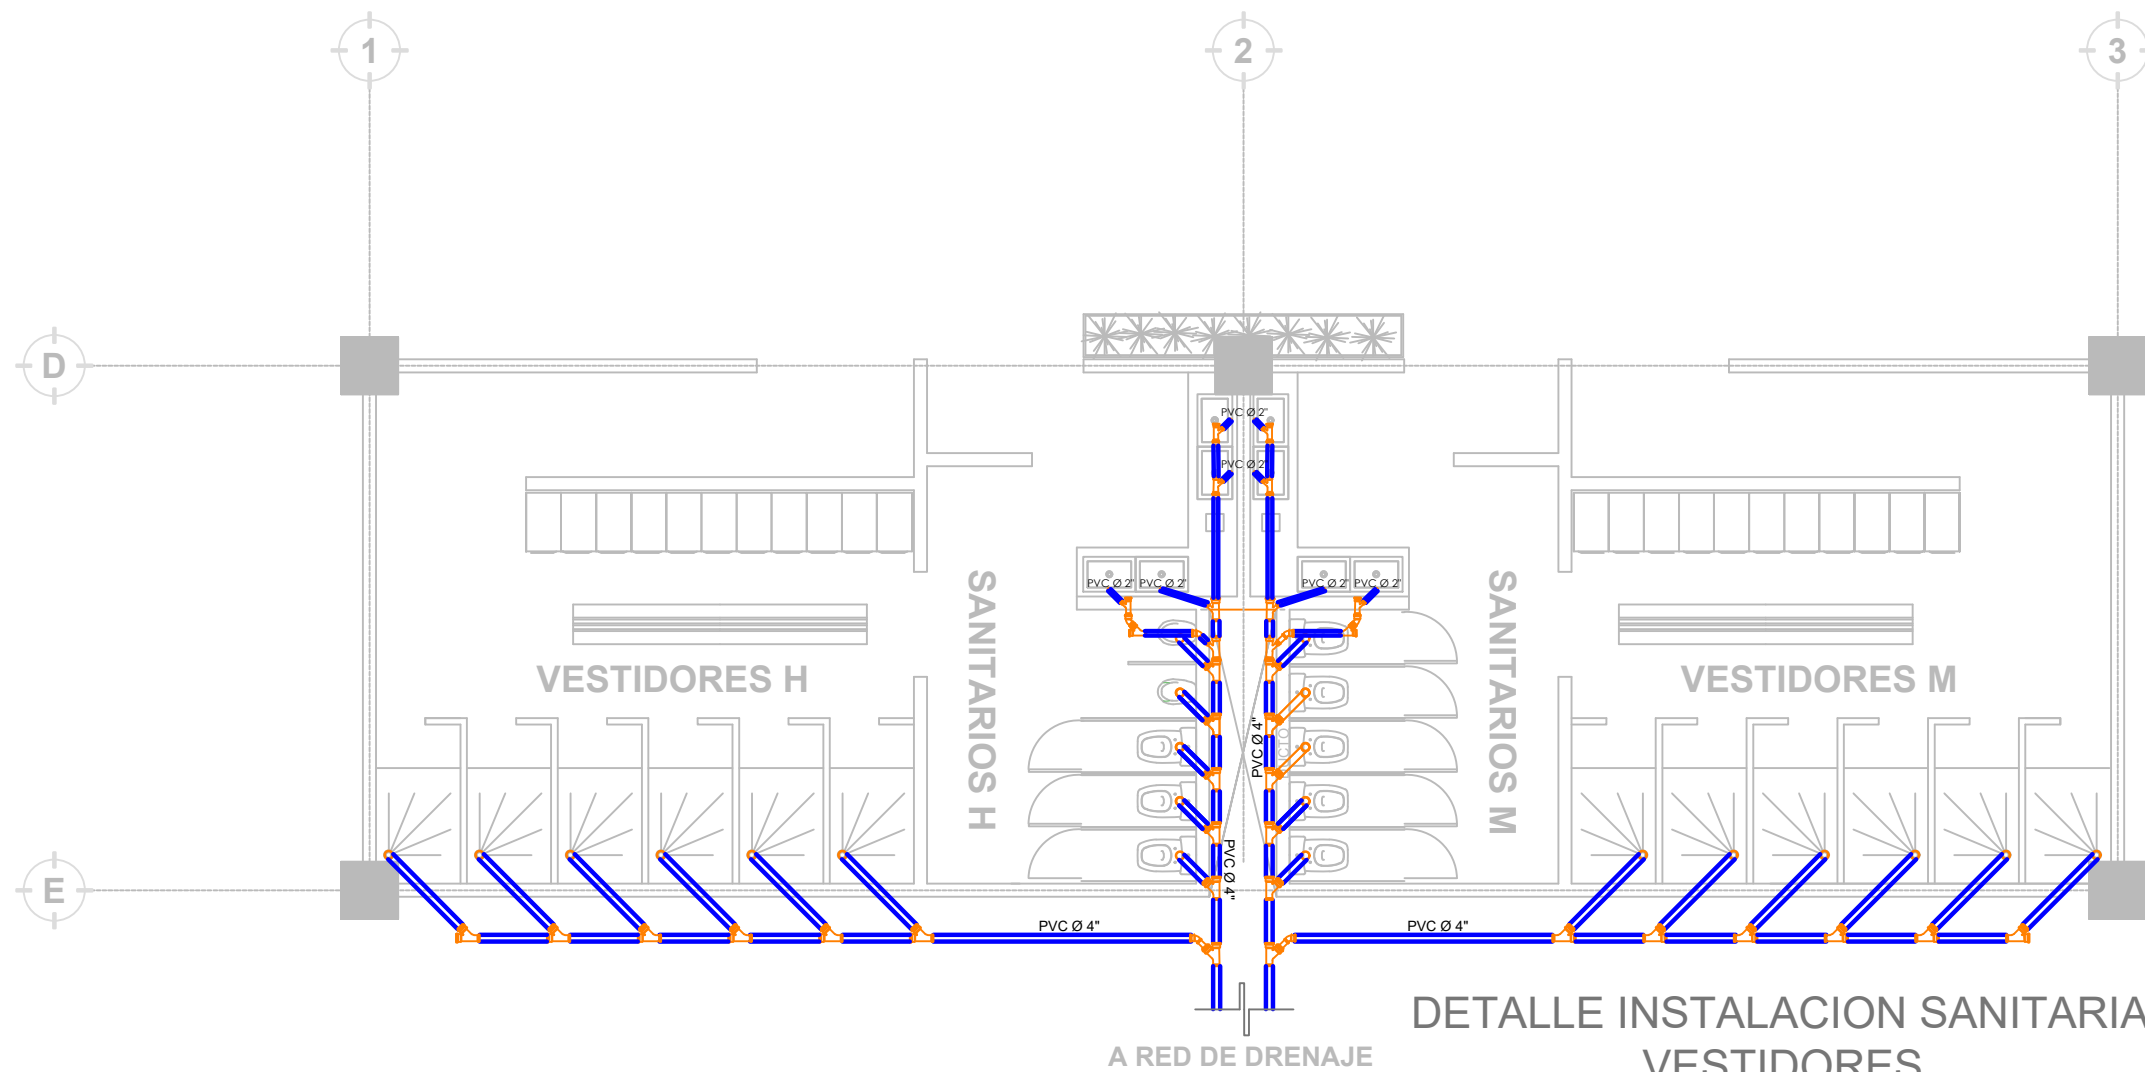 1
2
3
D
PVC Ø 2"
PVC Ø 2"
PVC Ø 2"
PVC Ø 2"
PVC Ø 2"
PVC Ø 2"
SANITARIOS H
SANITARIOS M
VESTIDORES H
VESTIDORES M
PVC Ø 4"
PVC Ø 4"
E
PVC Ø 4"
PVC Ø 4"
DETALLE INSTALACION SANITARIA
VESTIDORES
A RED DE DRENAJE